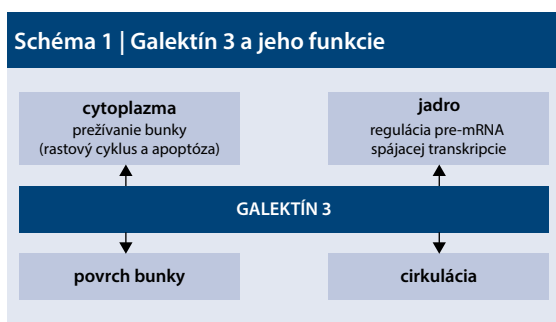 Schéma 1 | Galektín 3 a jeho funkcie
cytoplazma
prežívanie bunky
(rastový cyklus a apoptóza)
jadro
regulácia pre-mRNA
spájacej transkripcie
GALEKTÍN 3
povrch bunky
cirkulácia